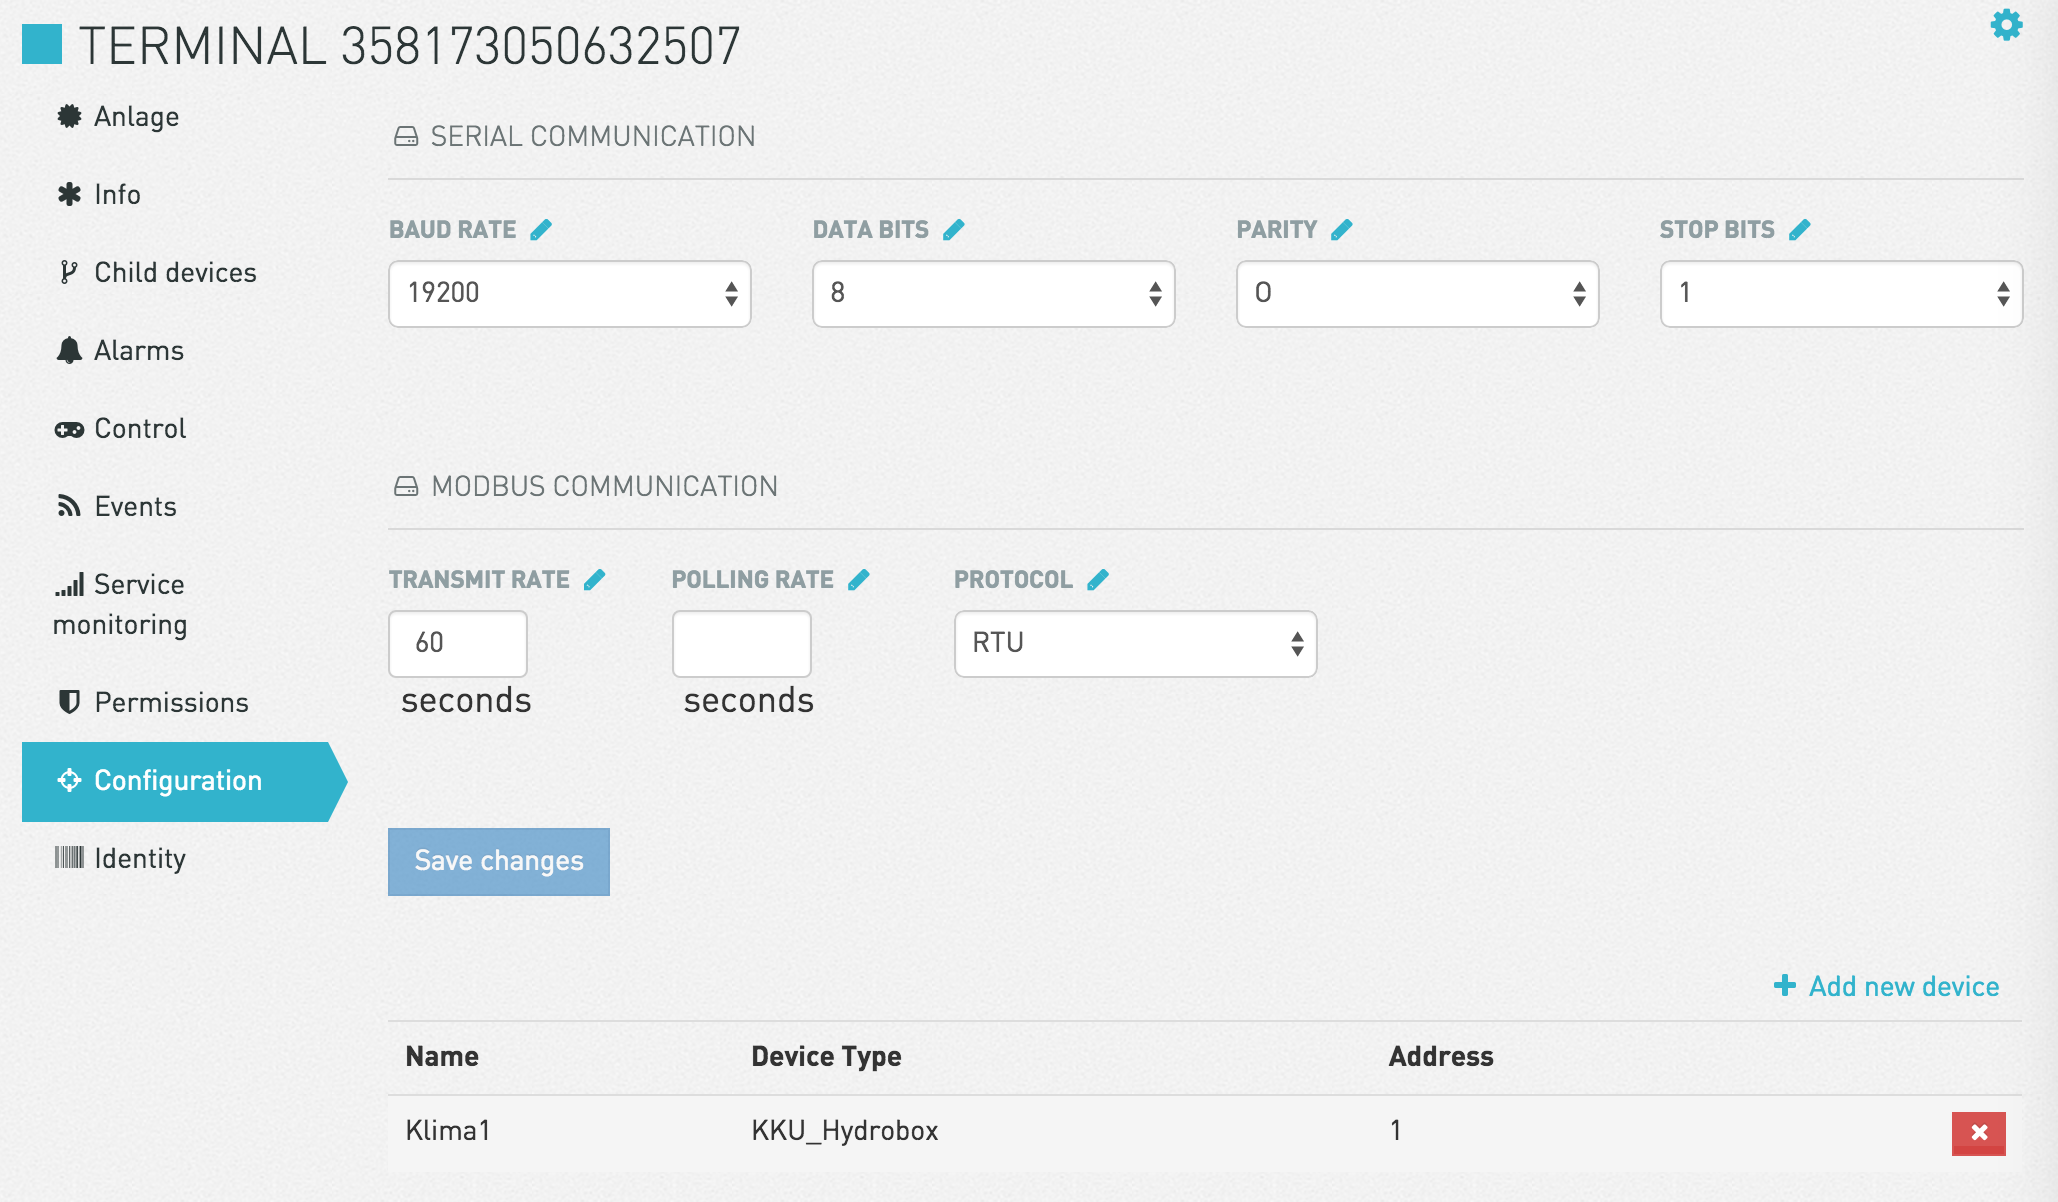 TERMINAL 358173050632507
Anlage
Info
Child devices
Alarms
Control
Events
Service
monitoring
Permissions
Configuration
Identity
SERIAL COMMUNICATION
BAUD RATE
DATA BITS
PARITY
STOP BITS
19200
8
O
1
MODBUS COMMUNICATION
TRANSMIT RATE
POLLING RATE
PROTOCOL
60
RTU
seconds
seconds
Save changes
Add new device
Name Device Type Address
Klima1 KKU_Hydrobox 1